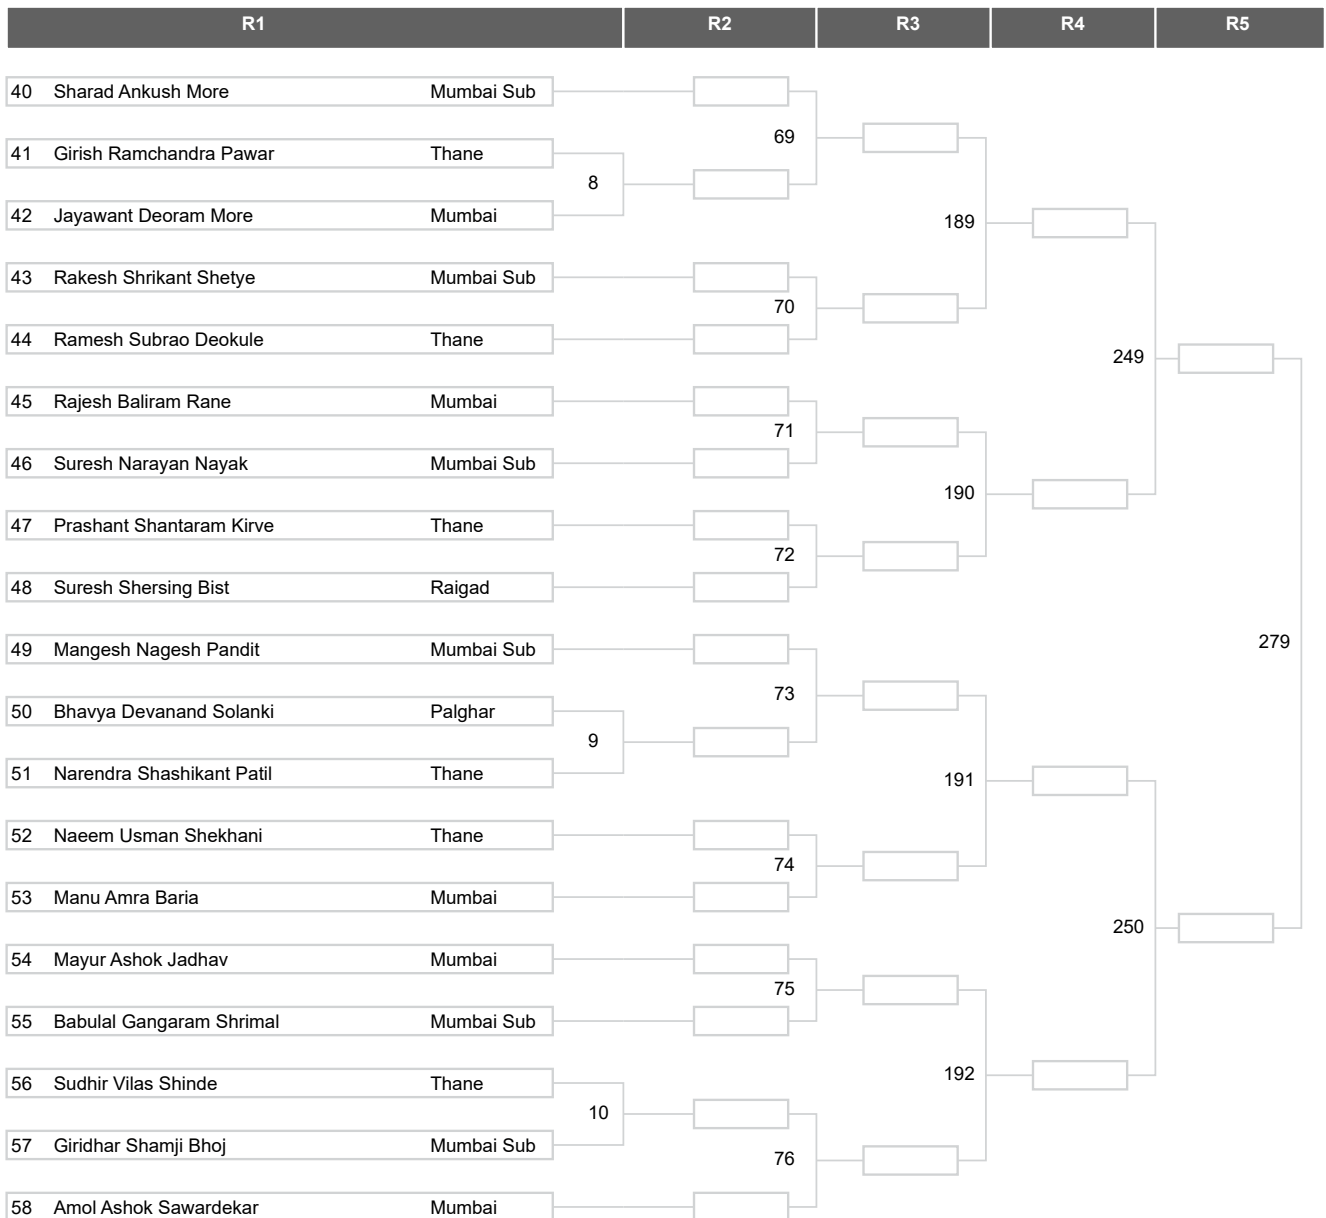 R1 R2 R3 R4 R5
40 Sharad Ankush More Mumbai Sub
69
41 Girish Ramchandra Pawar Thane
8
42 Jayawant Deoram More Mumbai
189
43 Rakesh Shrikant Shetye Mumbai Sub
70
44 Ramesh Subrao Deokule Thane
249
45 Rajesh Baliram Rane Mumbai
71
46 Suresh Narayan Nayak Mumbai Sub
190
47 Prashant Shantaram Kirve Thane
72
48 Suresh Shersing Bist Raigad
279
49 Mangesh Nagesh Pandit Mumbai Sub
73
50 Bhavya Devanand Solanki Palghar
9
51 Narendra Shashikant Patil Thane
191
52 Naeem Usman Shekhani Thane
74
53 Manu Amra Baria Mumbai
250
54 Mayur Ashok Jadhav Mumbai
75
55 Babulal Gangaram Shrimal Mumbai Sub
192
56 Sudhir Vilas Shinde Thane
10
57 Giridhar Shamji Bhoj Mumbai Sub
76
58 Amol Ashok Sawardekar Mumbai